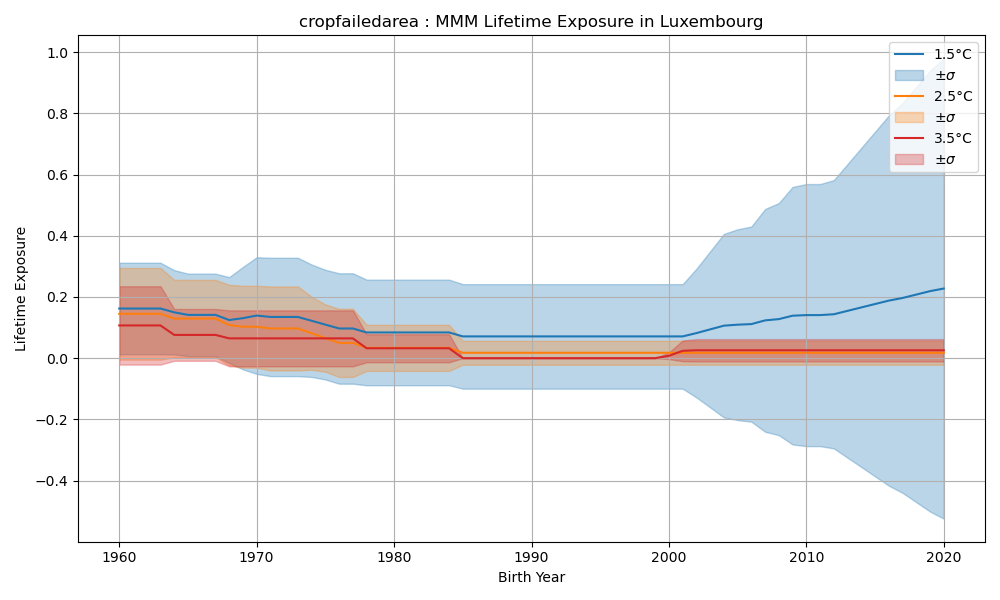 cropfailedarea : MMM Lifetime Exposure in Luxembourg
1.0
0.8
0.6
0.4
0.2
0.0
−0.2
−0.4
Lifetime Exposure
1960
1970
1980
1990
2000
2010
2020
Birth Year
1.5°C
±σ
2.5°C
±σ
3.5°C
±σ